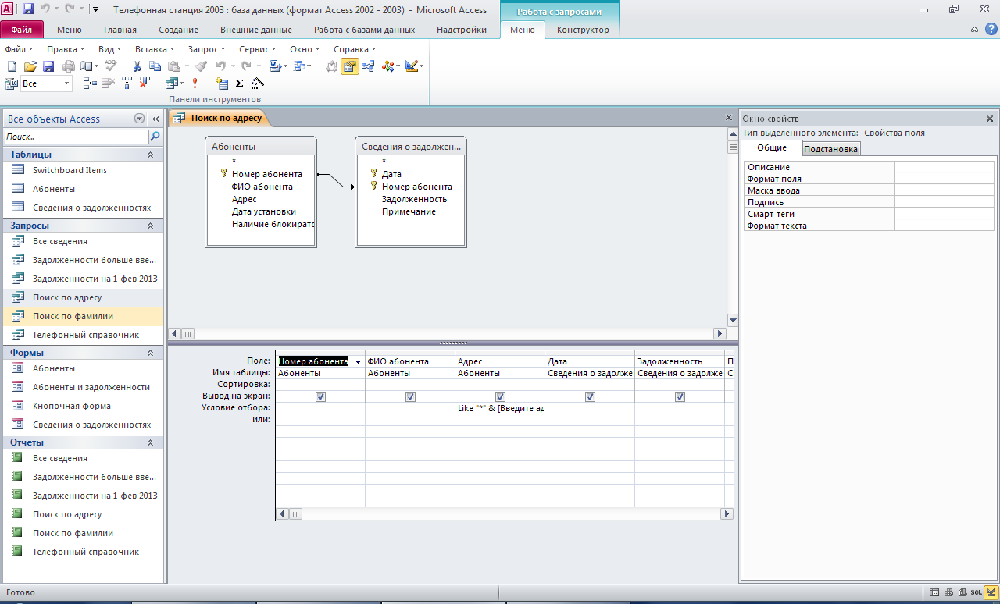 Телефонная станция 2003 : база данных (формат Access 2002 - 2003) - Microsoft Access
Работа с запросами
Файл Меню Главная Создание Внешние данные Работа с базами данных Надстройки Меню Конструктор
Файл Правка Вид Вставка Запрос Сервис Окно Справка
Все
Панели инструментов
Все объекты Access
Поиск...
Таблицы
Switchboard Items
Абоненты
Сведения о задолженностях
Запросы
Все сведения
Задолженности больше вве...
Задолженности на 1 фев 2013
Поиск по адресу
Поиск по фамилии
Телефонный справочник
Формы
Абоненты
Абоненты и задолженности
Кнопочная форма
Сведения о задолженностях
Отчеты
Все сведения
Задолженности больше вве...
Задолженности на 1 фев 2013
Поиск по адресу
Поиск по фамилии
Телефонный справочник
Поиск по адресу
Абоненты
*
Номер абонента
ФИО абонента
Адрес
Дата установки
Наличие блокирато
Сведения о задолжен...
*
Дата
Номер абонента
Задолженность
Примечание
Поле: Номер абонента ФИО абонента Адрес Дата Задолженность П
Имя таблицы: Абоненты Абоненты Абоненты Сведения о задолже Сведения о задолже С
Сортировка:
Вывод на экран:
Условие отбора: Like "*" & [Введите ад
или:
Окно свойств
Тип выделенного элемента: Свойства поля
Общие Подстановка
Описание
Формат поля
Маска ввода
Подпись
Смарт-теги
Формат текста
Готово
SQL